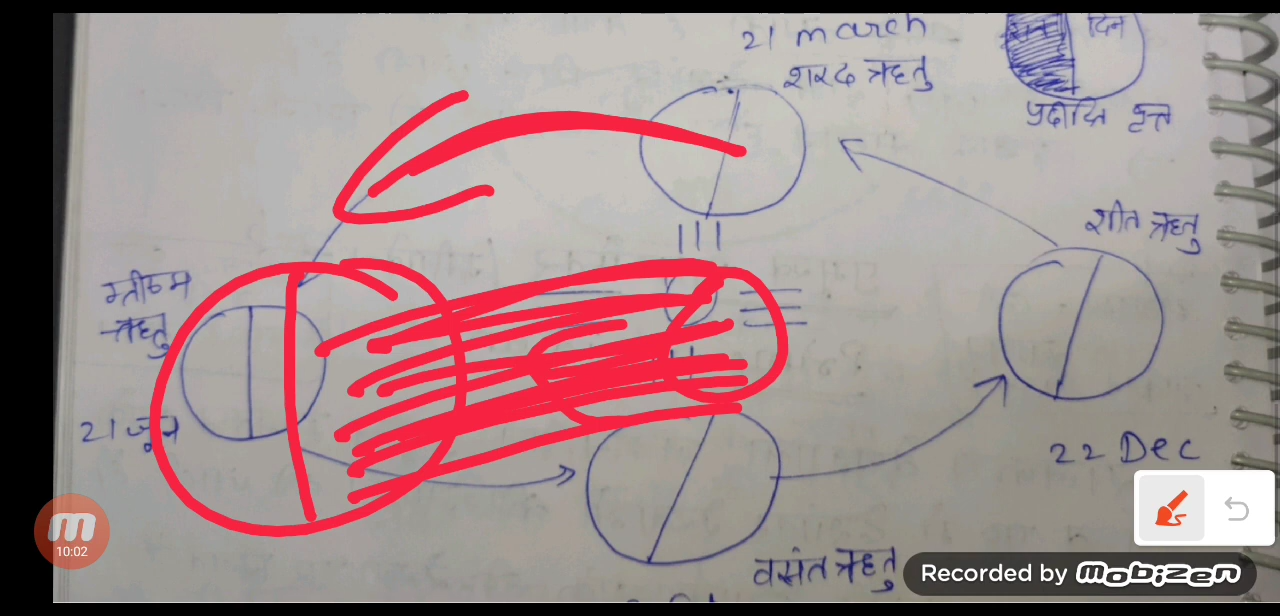 21 march
शरद ऋतु
रात दिन
प्रदीप्ति वृत्त
शीत ऋतु
ग्रीष्म
ऋतु
21 जून
22 Dec
वसंत ऋतु
10:02
Recorded by mobizen